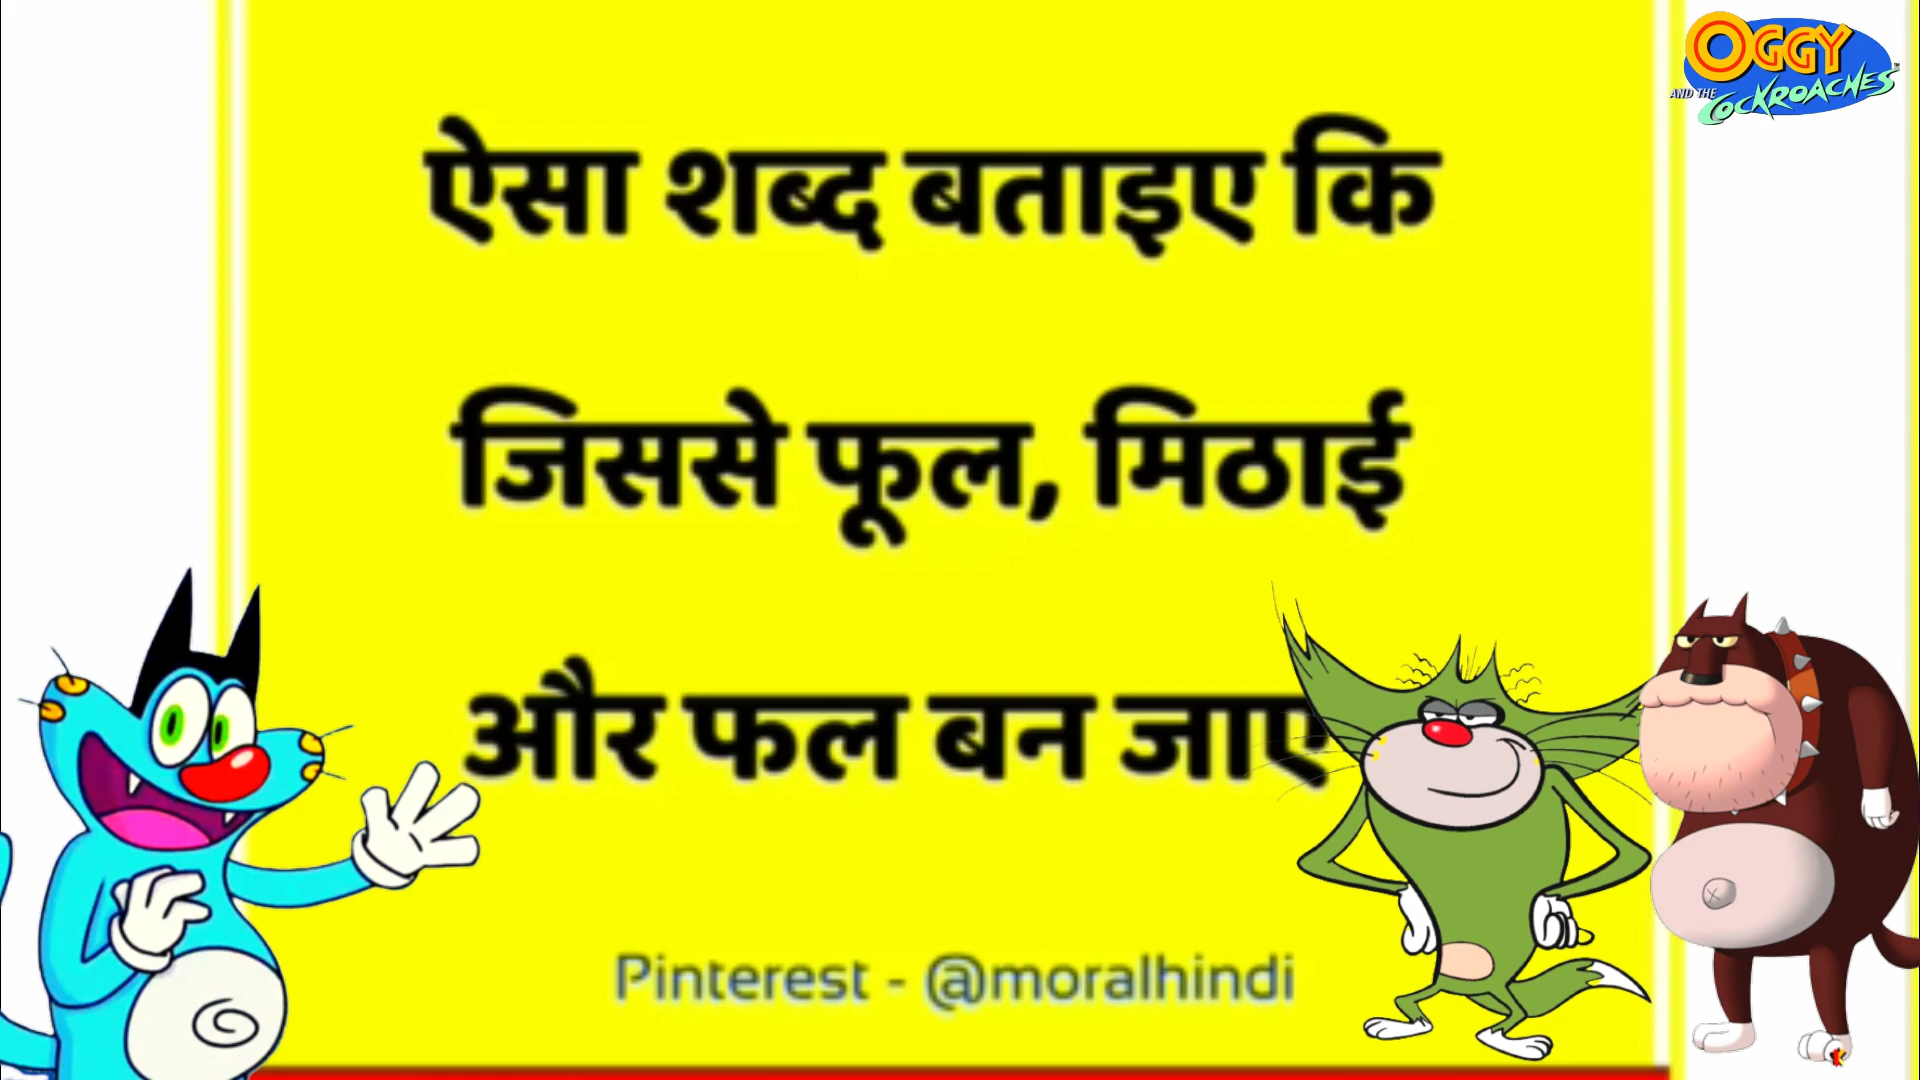 OGGY
AND THE
COCKROACHES
ऐसा शब्द बताइए कि
जिससे फूल, मिठाई
और फल बन जाए
Pinterest - @moralhindi